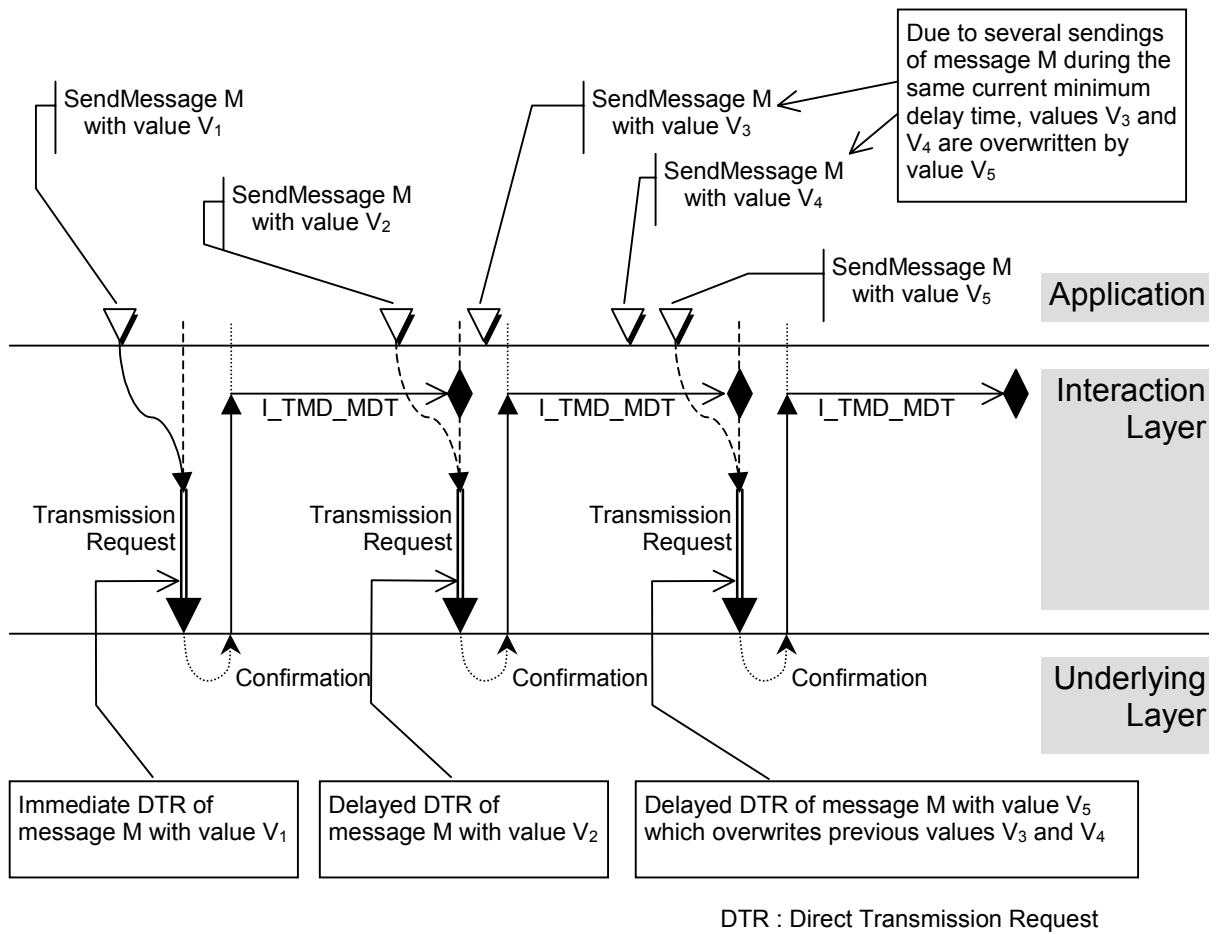 Due to several sendings
of message M during the
same current minimum
delay time, values V3 and
V4 are overwritten by
value V5
SendMessage M
with value V1
SendMessage M
with value V3
SendMessage M
with value V4
SendMessage M
with value V2
SendMessage M
with value V5
Application
I_TMD_MDT
I_TMD_MDT
I_TMD_MDT
Interaction
Layer
Transmission
Request
Transmission
Request
Transmission
Request
Confirmation
Confirmation
Confirmation
Underlying
Layer
Immediate DTR of
message M with value V1
Delayed DTR of
message M with value V2
Delayed DTR of message M with value V5
which overwrites previous values V3 and V4
DTR : Direct Transmission Request